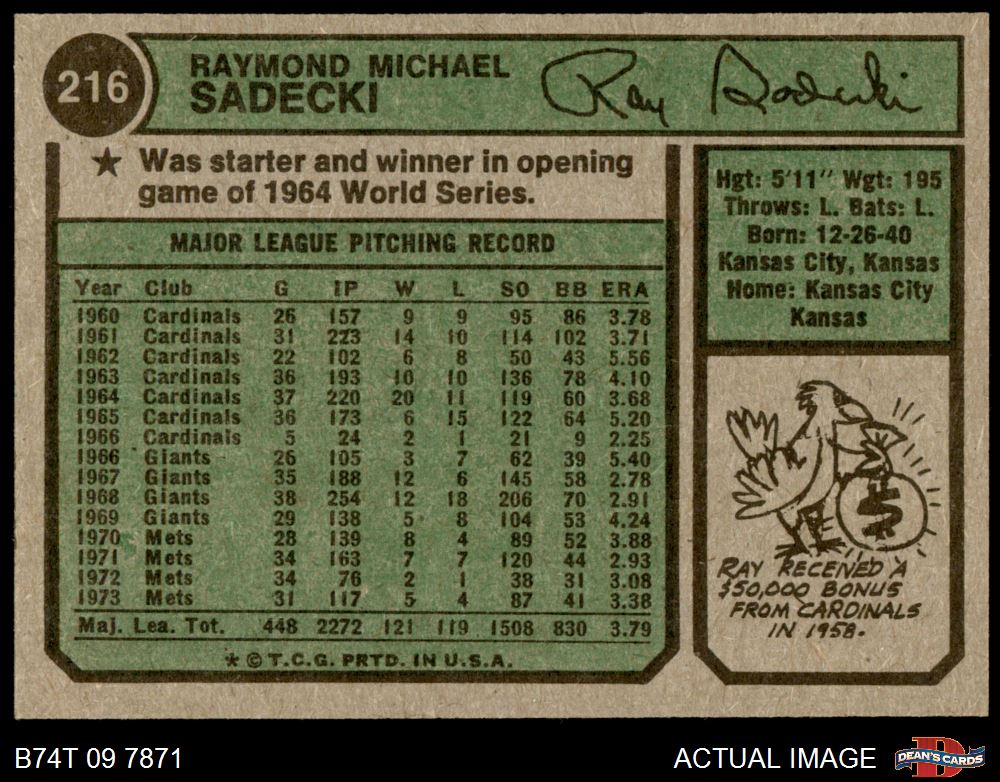 216
RAYMOND MICHAEL
SADECKI
Ray Sadecki
★ Was starter and winner in opening
game of 1964 World Series.
MAJOR LEAGUE PITCHING RECORD
Year Club G IP W L SO BB ERA
1960 Cardinals 26 157 9 9 95 86 3.78
1961 Cardinals 31 223 14 10 114 102 3.71
1962 Cardinals 22 102 6 8 50 43 5.56
1963 Cardinals 36 193 10 10 136 78 4.10
1964 Cardinals 37 220 20 11 119 60 3.68
1965 Cardinals 36 173 6 15 122 64 5.20
1966 Cardinals 5 24 2 1 21 9 2.25
1966 Giants 26 105 3 7 62 39 5.40
1967 Giants 35 188 12 6 145 58 2.78
1968 Giants 38 254 12 18 206 70 2.91
1969 Giants 29 138 5 8 104 53 4.24
1970 Mets 28 139 8 4 89 52 3.88
1971 Mets 34 163 7 7 120 44 2.93
1972 Mets 34 76 2 1 38 31 3.08
1973 Mets 31 117 5 4 87 41 3.38
Maj. Lea. Tot. 448 2272 121 119 1508 830 3.79
★ © T.C.G. PRTD. IN U.S.A.
Hgt: 5'11" Wgt: 195
Throws: L. Bats: L.
Born: 12-26-40
Kansas City, Kansas
Home: Kansas City
Kansas
$
RAY RECEIVED A
$50,000 BONUS
FROM CARDINALS
IN 1958.
B74T 09 7871
ACTUAL IMAGE
D
DEAN'S CARDS